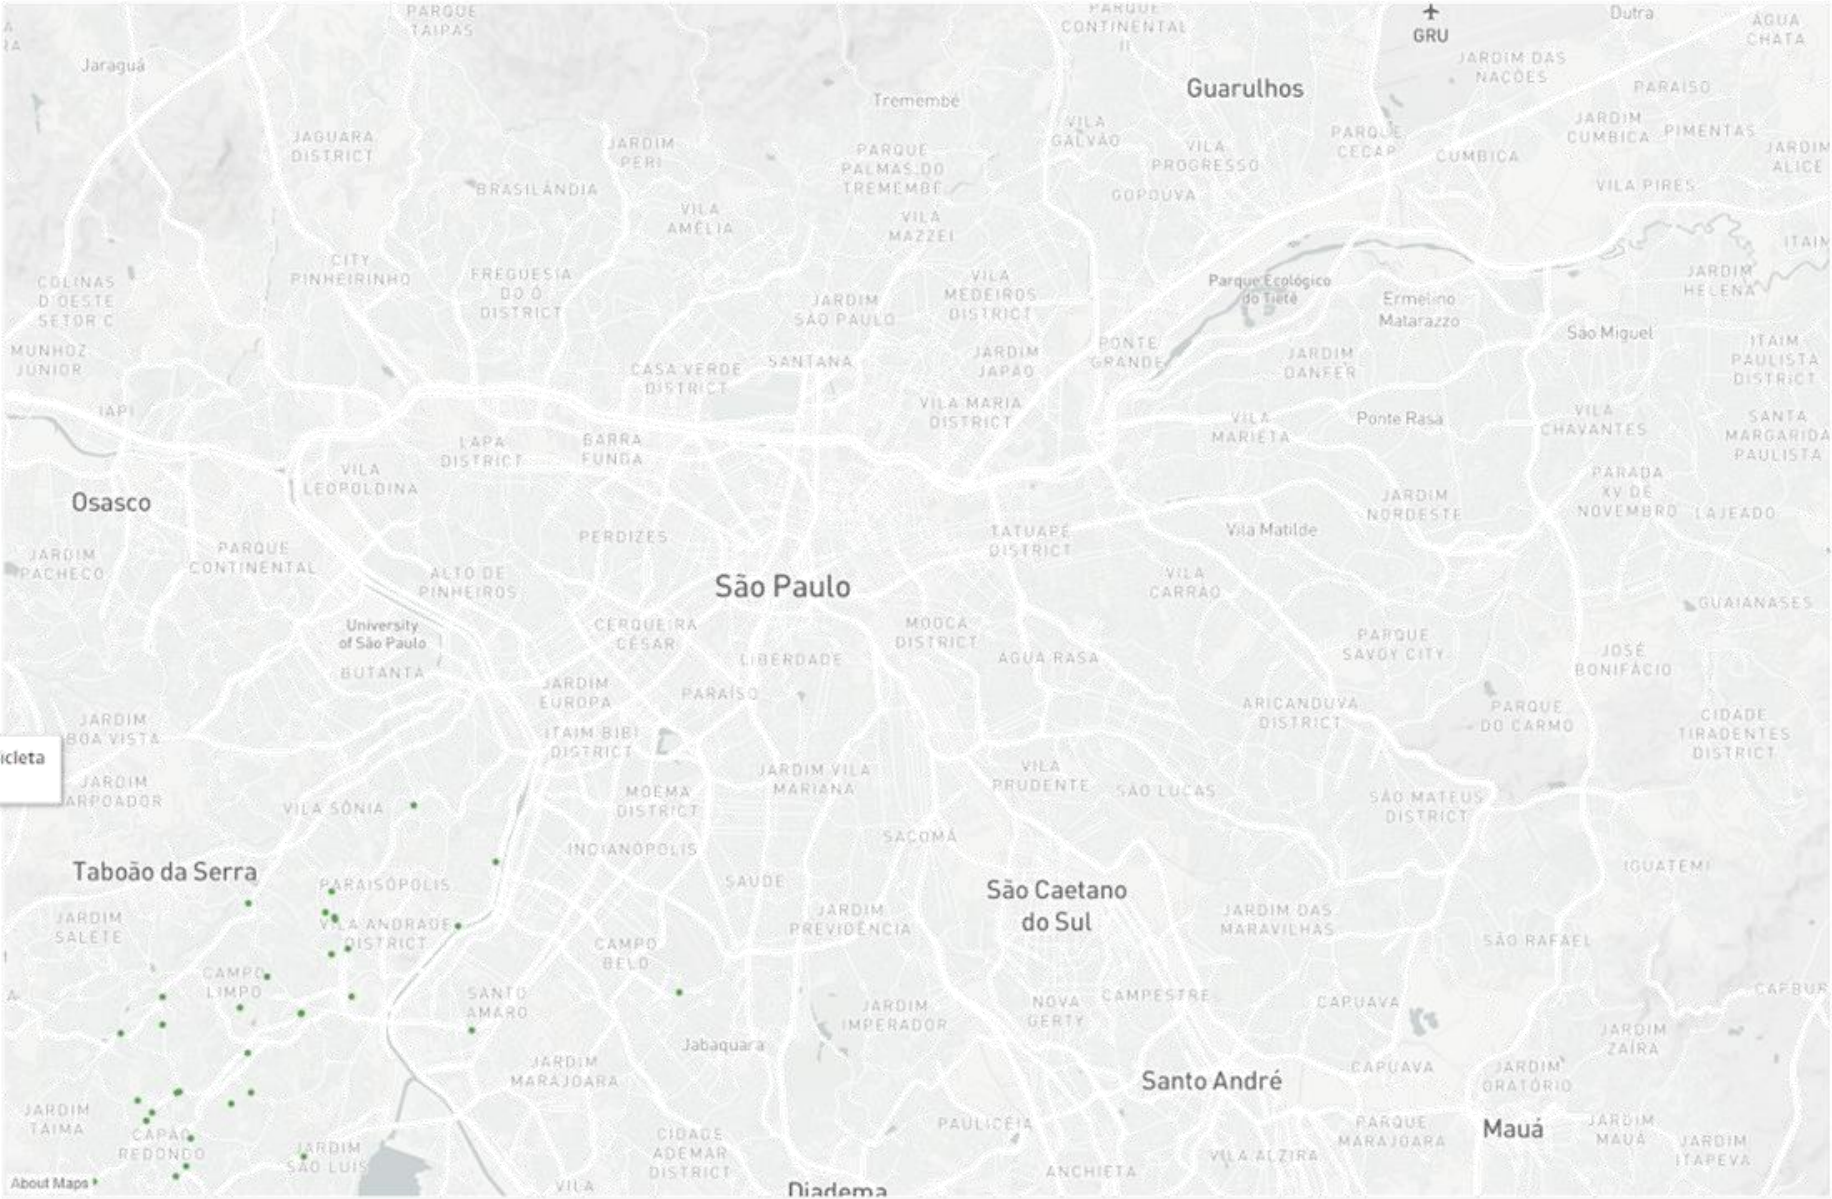 PARQUE
TAIPAS
PARQUE
CONTINENTAL
II
GRU
Dutra
ÁGUA
CHATA
Jaraguá
JARDIM DAS
NAÇÕES
Guarulhos
PARAÍSO
Tremembé
JAGUARA
DISTRICT
JARDIM
PERI
PARQUE
PALMAS DO
TREMEMBÉ
VILA
GALVÃO
VILA
PROGRESSO
PARQUE
CECAP
CUMBICA
JARDIM
CUMBICA
PIMENTAS
JARDIM
ALICE
BRASILÂNDIA
GOPOUVA
VILA PIRES
VILA
AMÉLIA
VILA
MAZZEI
ITAIM
CITY
PINHEIRINHO
COLINAS
D'OESTE
SETOR C
FREGUESIA
DO Ó
DISTRICT
JARDIM
SÃO PAULO
VILA
MEDEIROS
DISTRICT
Parque Ecológico
do Tietê
Ermelino
Matarazzo
JARDIM
HELENA
São Miguel
MUNHOZ
JÚNIOR
CASA VERDE
DISTRICT
SANTANA
JARDIM
JAPÃO
PONTE
GRANDE
JARDIM
DANFER
ITAIM
PAULISTA
DISTRICT
IAPI
VILA MARIA
DISTRICT
VILA
MARIETA
Ponte Rasa
VILA
CHAVANTES
SANTA
MARGARIDA
PAULISTA
LAPA
DISTRICT
BARRA
FUNDA
VILA
LEOPOLDINA
Osasco
JARDIM
NORDESTE
PARADA
XV DE
NOVEMBRO
LAJEADO
PERDIZES
TATUAPÉ
DISTRICT
Vila Matilde
JARDIM
PACHECO
PARQUE
CONTINENTAL
ALTO DE
PINHEIROS
São Paulo
VILA
CARRÃO
GUAIANASES
University
of São Paulo
CERQUEIRA
CÉSAR
MOOCA
DISTRICT
LIBERDADE
ÁGUA RASA
PARQUE
SAVOY CITY
JOSÉ
BONIFÁCIO
BUTANTÃ
JARDIM
EUROPA
PARAÍSO
ARICANDUVA
DISTRICT
PARQUE
DO CARMO
CIDADE
TIRADENTES
DISTRICT
JARDIM
BOA VISTA
ITAIM BIBI
DISTRICT
icleta
JARDIM
ARPOADOR
VILA SÔNIA
MOEMA
DISTRICT
JARDIM VILA
MARIANA
VILA
PRUDENTE
SÃO LUCAS
SÃO MATEUS
DISTRICT
SACOMÃ
INDIANÓPOLIS
Taboão da Serra
PARAISÓPOLIS
SAÚDE
São Caetano
do Sul
IGUATEMI
JARDIM
SALETE
VILA ANDRADE
DISTRICT
CAMPO
BELO
JARDIM
PREVIDÊNCIA
JARDIM DAS
MARAVILHAS
SÃO RAFAEL
CAMPO
LIMPO
SANTO
AMARO
JARDIM
IMPERADOR
NOVA
GERTY
CAMPESTRE
CAPUAVA
JARDIM
ZAÍRA
Jabaquara
JARDIM
MARAJOARA
Santo André
CAPUAVA
JARDIM
ORATÓRIO
JARDIM
TAIMA
CAPÃO
REDONDO
JARDIM
SÃO LUÍS
CIDADE
ADEMAR
DISTRICT
PAULICÉIA
PARQUE
MARAJOARA
Mauá
JARDIM
MAUÁ
JARDIM
ITAPEVA
VILA ALZIRA
ANCHIETA
VILA
Diadema
About Maps